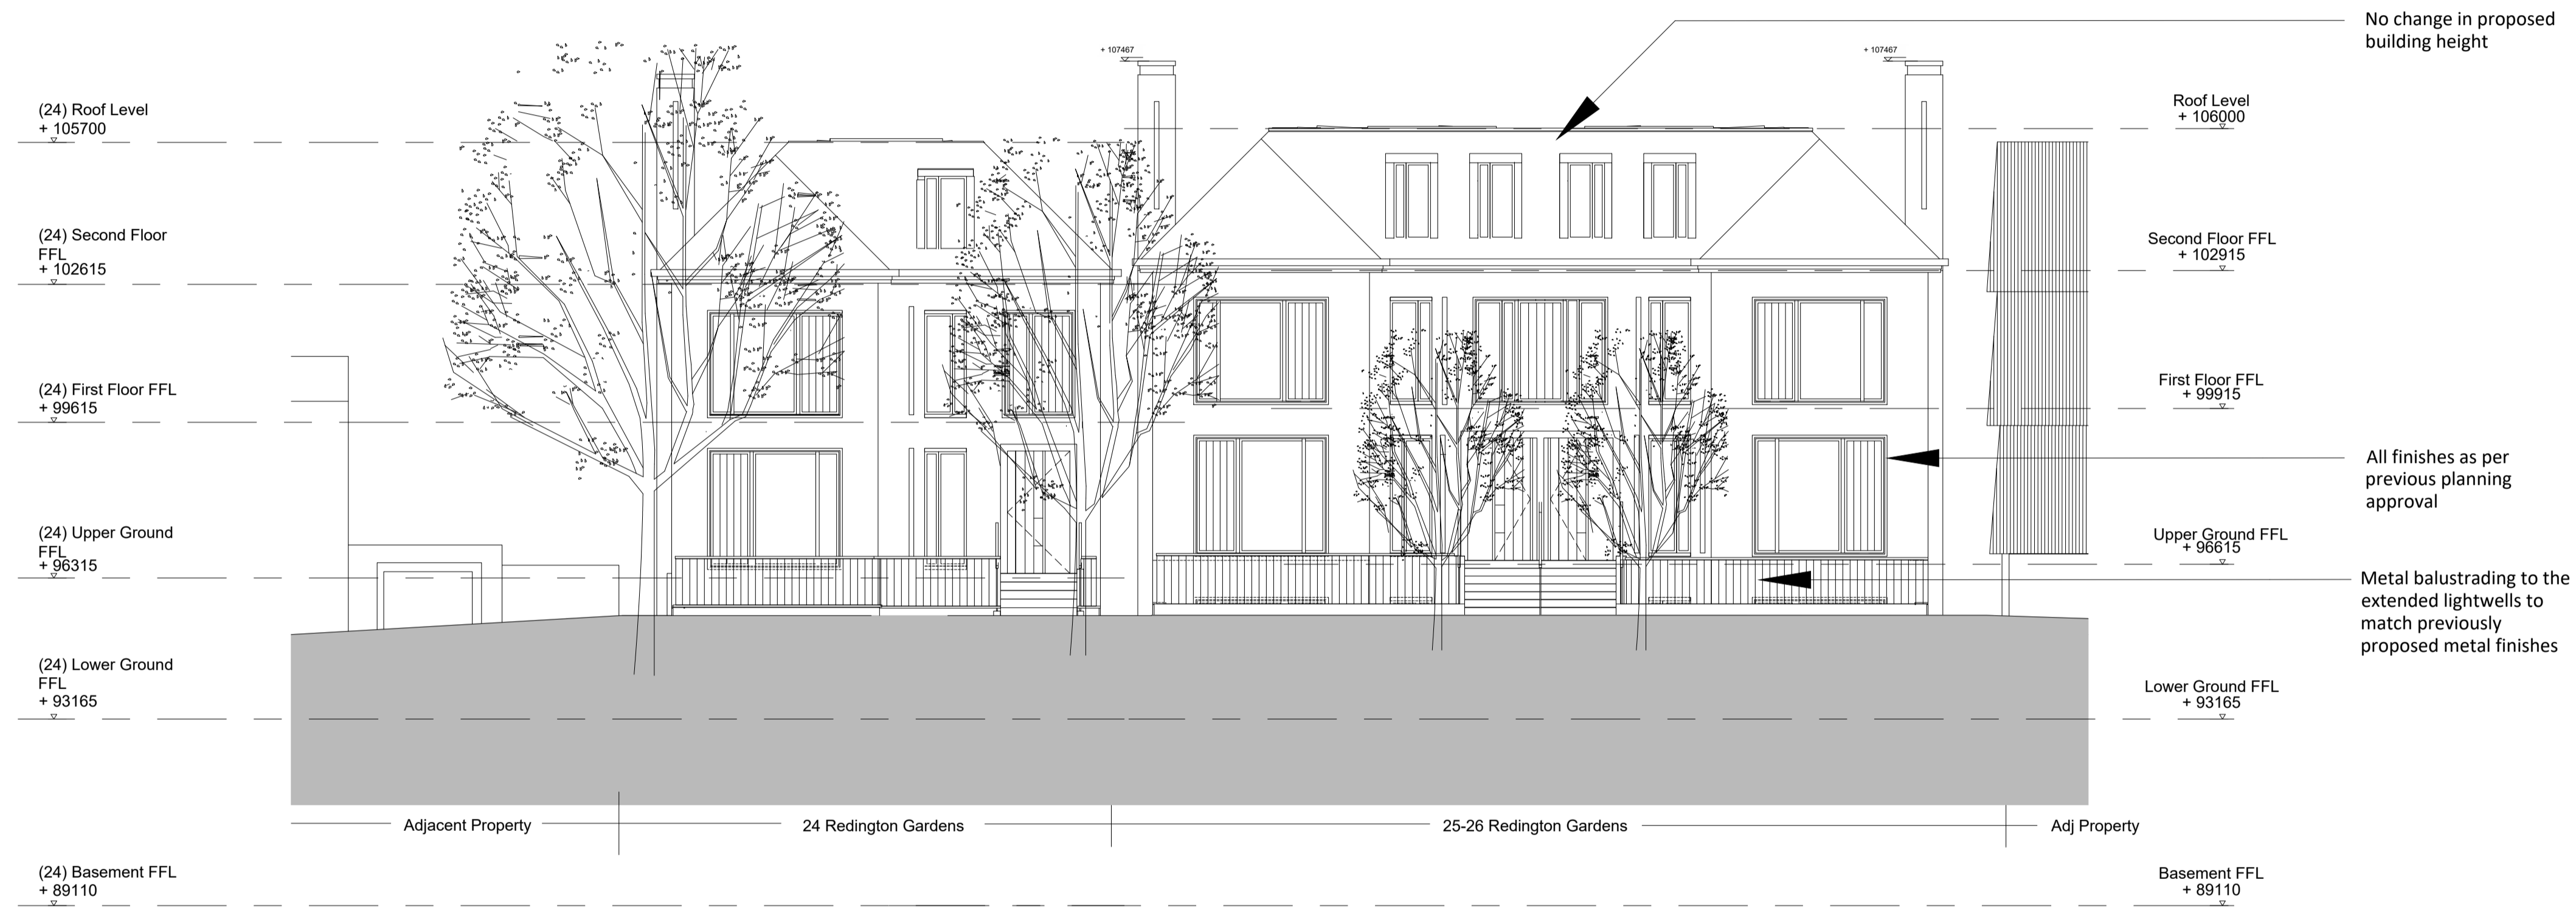 No change in proposed
building height
+ 107467
+ 107467
(24) Roof Level
+ 105700
Roof Level
+ 106000
(24) Second Floor
FFL
+ 102615
Second Floor FFL
+ 102915
(24) First Floor FFL
+ 99615
First Floor FFL
+ 99915
All finishes as per
previous planning
approval
(24) Upper Ground
FFL
+ 96315
Upper Ground FFL
+ 96615
Metal balustrading to the
extended lightwells to
match previously
proposed metal finishes
(24) Lower Ground
FFL
+ 93165
Lower Ground FFL
+ 93165
Adjacent Property
24 Redington Gardens
25-26 Redington Gardens
Adj Property
(24) Basement FFL
+ 89110
Basement FFL
+ 89110